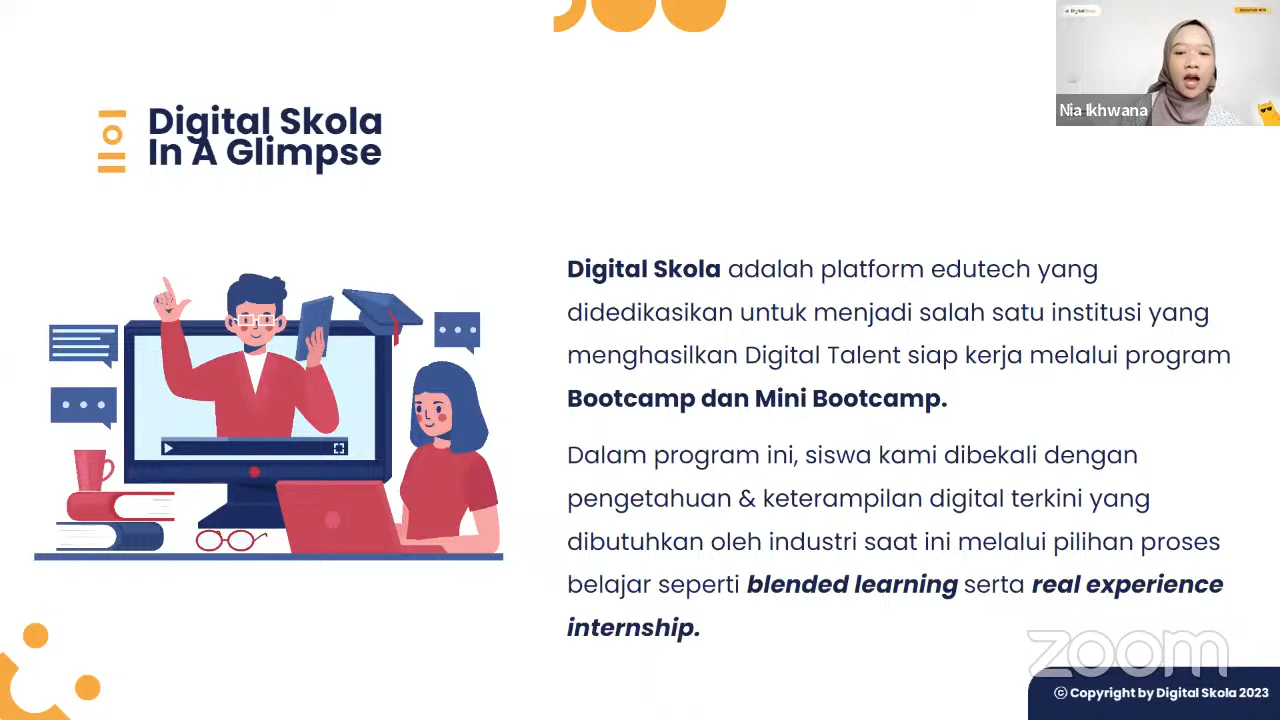 Digital Skola
In A Glimpse
Nia Ikhwana
Digital Skola adalah platform edutech yang
didedikasikan untuk menjadi salah satu institusi yang
menghasilkan Digital Talent siap kerja melalui program
Bootcamp dan Mini Bootcamp.
Dalam program ini, siswa kami dibekali dengan
pengetahuan & keterampilan digital terkini yang
dibutuhkan oleh industri saat ini melalui pilihan proses
belajar seperti blended learning serta real experience
internship.
zoom
© Copyright by Digital Skola 2023